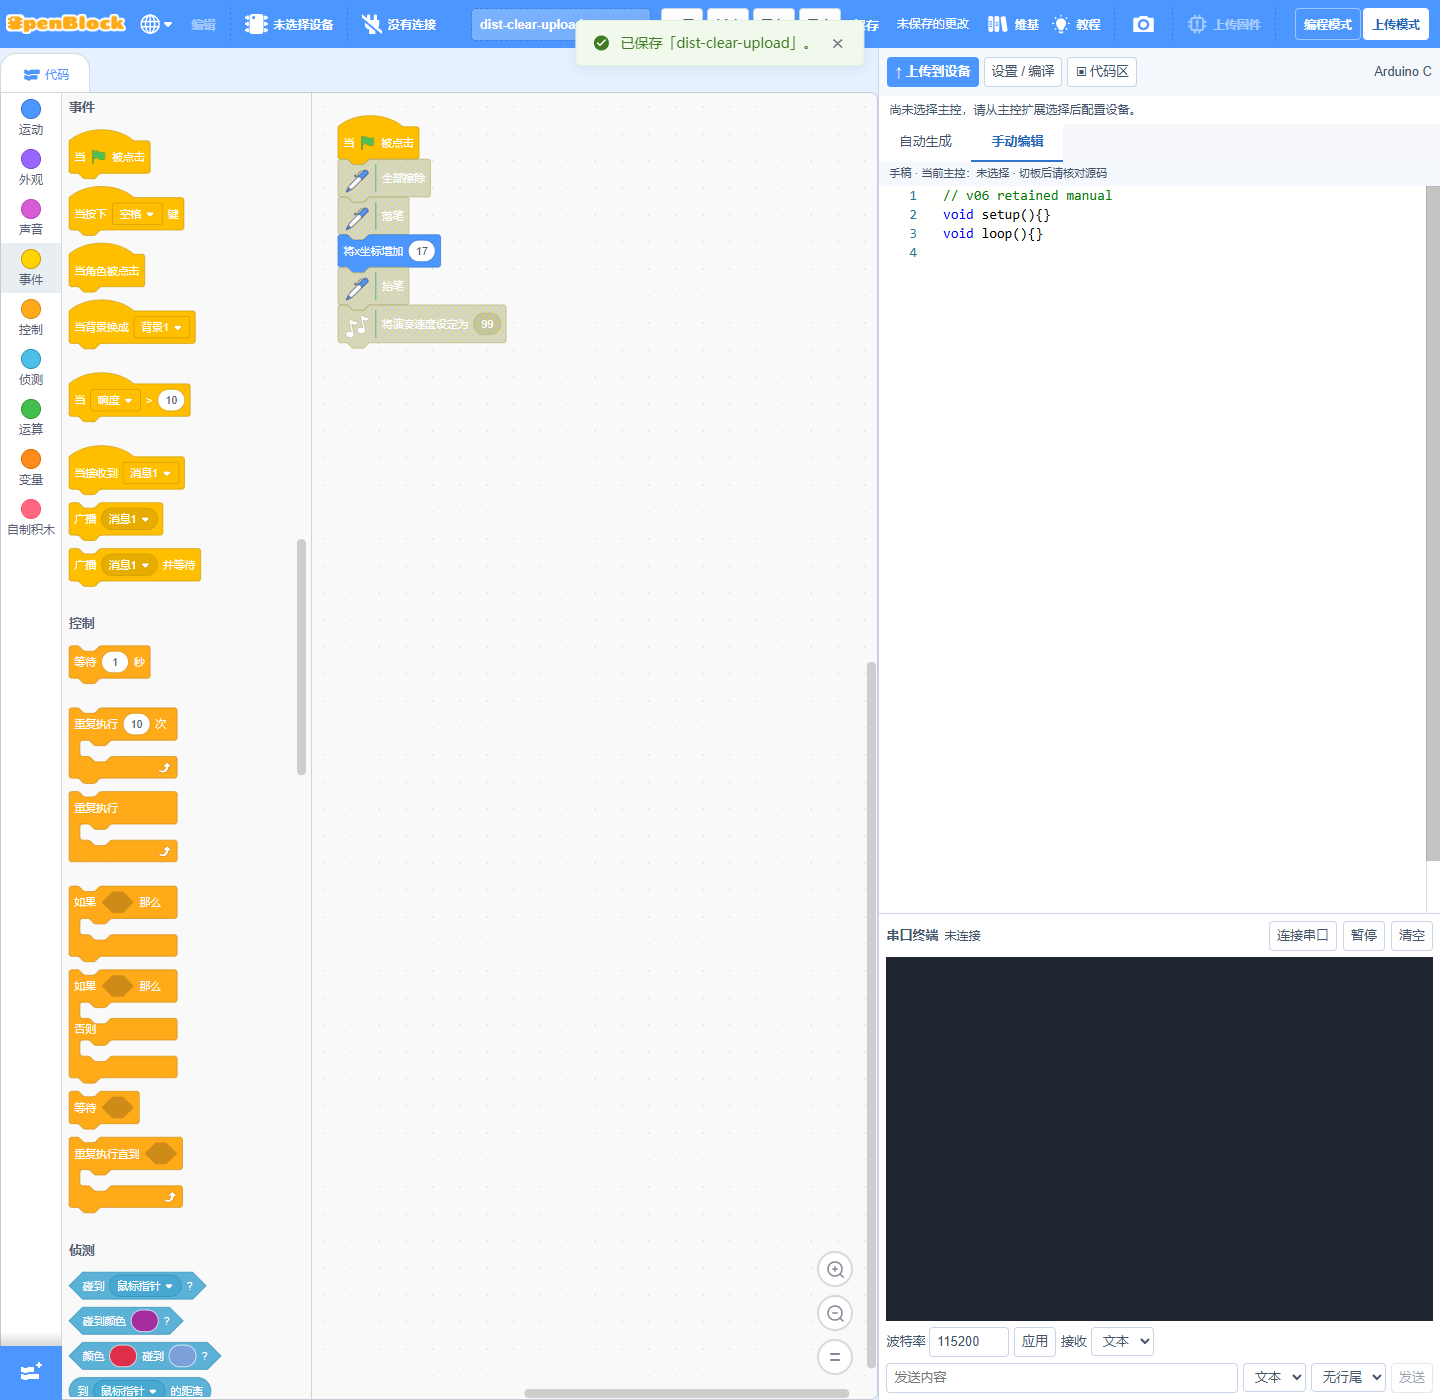 OpenBlock
编辑
未选择设备
没有连接
dist-clear-upload
未保存的更改
维基
教程
上传固件
编程模式
上传模式
已保存「dist-clear-upload」。
代码
↑ 上传到设备
设置 / 编译
代码区
Arduino C
尚未选择主控，请从主控扩展选择后配置设备。
自动生成
手动编辑
手稿 · 当前主控：未选择 · 切板后请核对源码
1 // v06 retained manual
2 void setup(){}
3 void loop(){}
4
运动
外观
声音
事件
控制
侦测
运算
变量
自制积木
事件
当 被点击
当按下 空格 键
当角色被点击
当背景换成 背景1
当 响度 > 10
当接收到 消息1
广播 消息1
广播 消息1 并等待
控制
等待 1 秒
重复执行 10 次
重复执行
如果 那么
如果 那么
否则
等待
重复执行直到
侦测
碰到 鼠标指针 ?
碰到颜色 ?
颜色 碰到 ?
到 鼠标指针 的距离
当 被点击
全部擦除
落笔
将x坐标增加 17
抬笔
将演奏速度设定为 99
串口终端 未连接
连接串口
暂停
清空
波特率 115200 应用 接收 文本
发送内容 文本 无行尾 发送